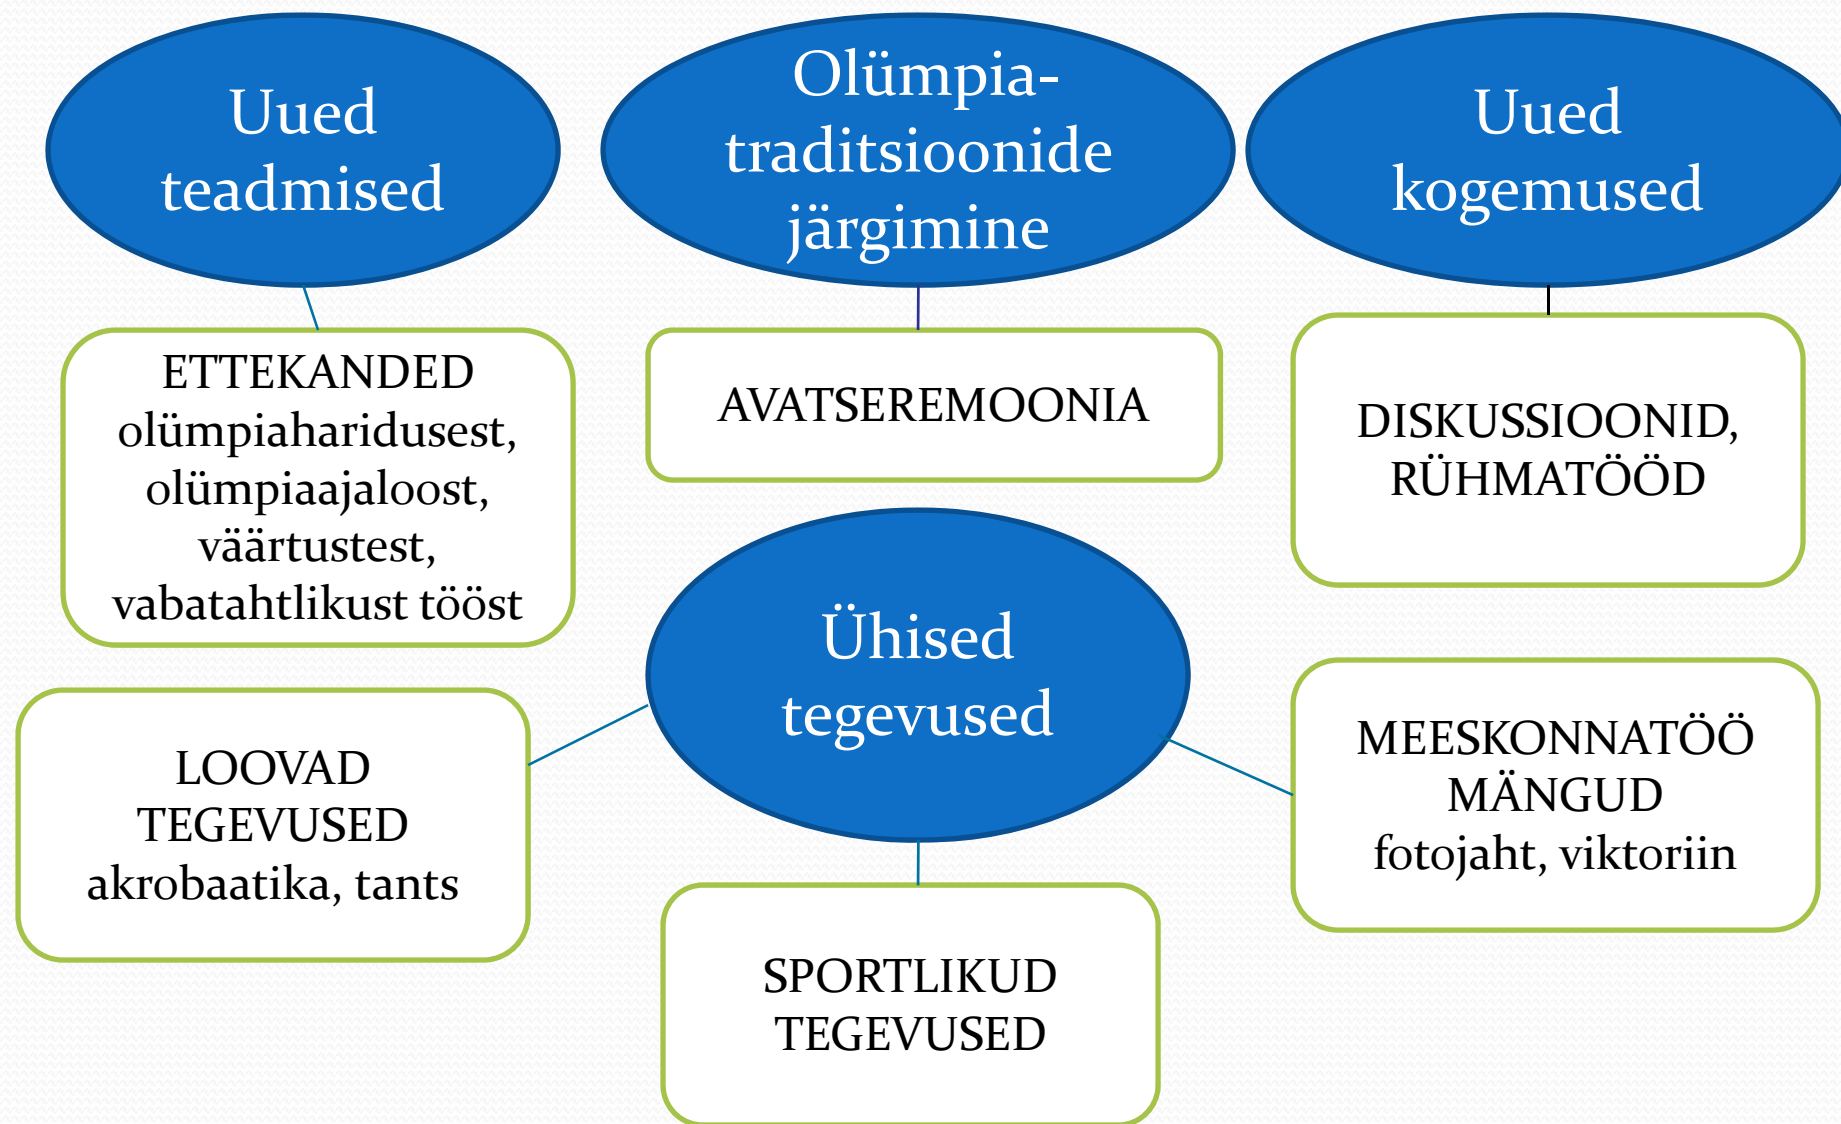 Uued
teadmised
Olümpia-
traditsioonide
järgimine
Uued
kogemused
ETTEKANDED
olümpiaharidusest,
olümpiaajaloost,
väärtustest,
vabatahtlikust tööst
AVATSEREMOONIA
DISKUSSIOONID,
RÜHMATÖÖD
Ühised
tegevused
LOOVAD
TEGEVUSED
akrobaatika, tants
MEESKONNATÖÖ
MÄNGUD
fotojaht, viktoriin
SPORTLIKUD
TEGEVUSED